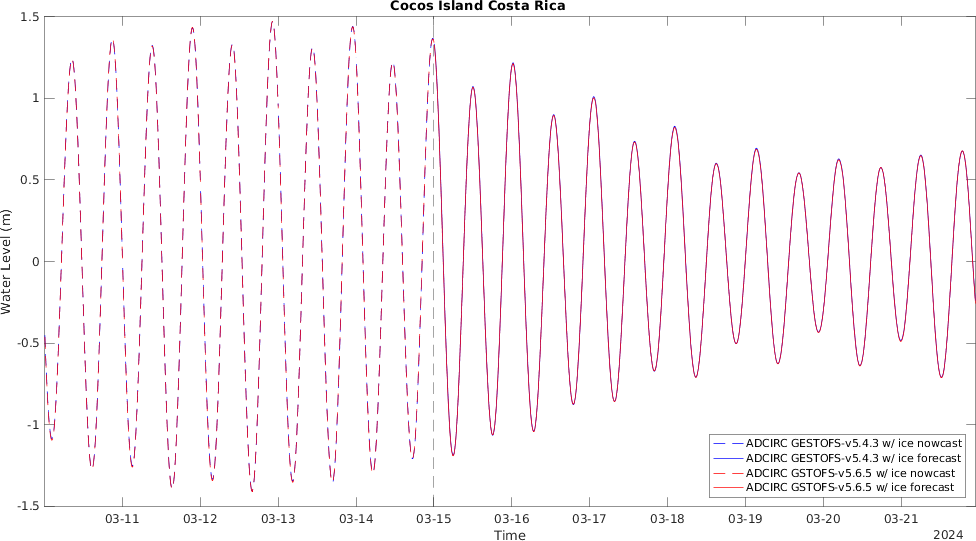 Cocos Island Costa Rica
1.5
1
0.5
0
-0.5
-1
-1.5
Water Level (m)
ADCIRC GESTOFS-v5.4.3 w/ ice nowcast
ADCIRC GESTOFS-v5.4.3 w/ ice forecast
ADCIRC GSTOFS-v5.6.5 w/ ice nowcast
ADCIRC GSTOFS-v5.6.5 w/ ice forecast
03-11 03-12 03-13 03-14 03-15 03-16 03-17 03-18 03-19 03-20 03-21
Time
2024